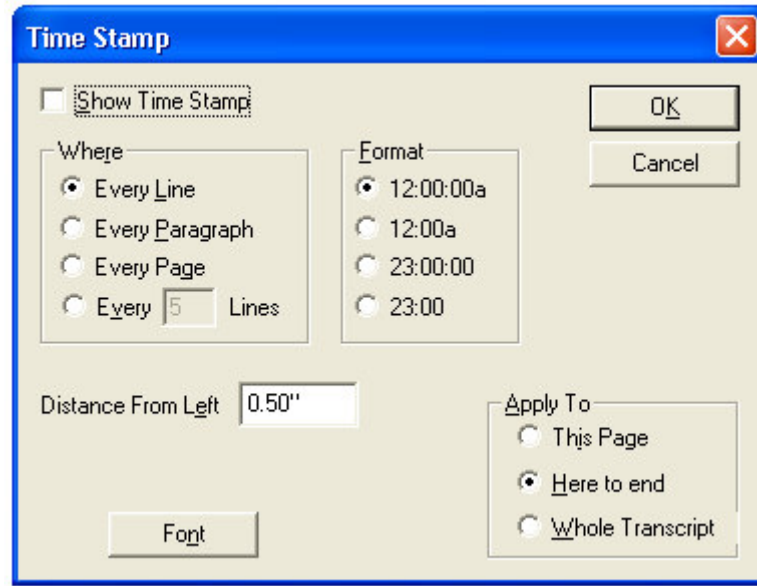 Time Stamp
Show Time Stamp
OK
Cancel
Where
Every Line
Every Paragraph
Every Page
Every 5 Lines
Format
12:00:00a
12:00a
23:00:00
23:00
Distance From Left 0.50"
Apply To
This Page
Here to end
Whole Transcript
Font